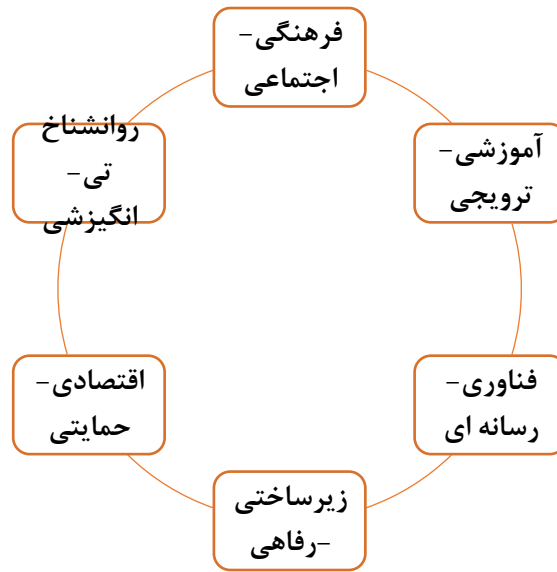 فرهنگی-
اجتماعی
آموزشی-
ترویجی
فناوری-
رسانه ای
زیرساختی
-رفاهی
اقتصادی-
حمایتی
روانشناخ
تی-
انگیزشی